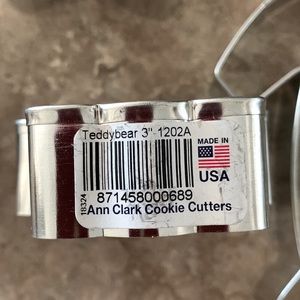 Teddybear 3" 1202A
MADE IN
USA
18324
871458000689
Ann Clark Cookie Cutters